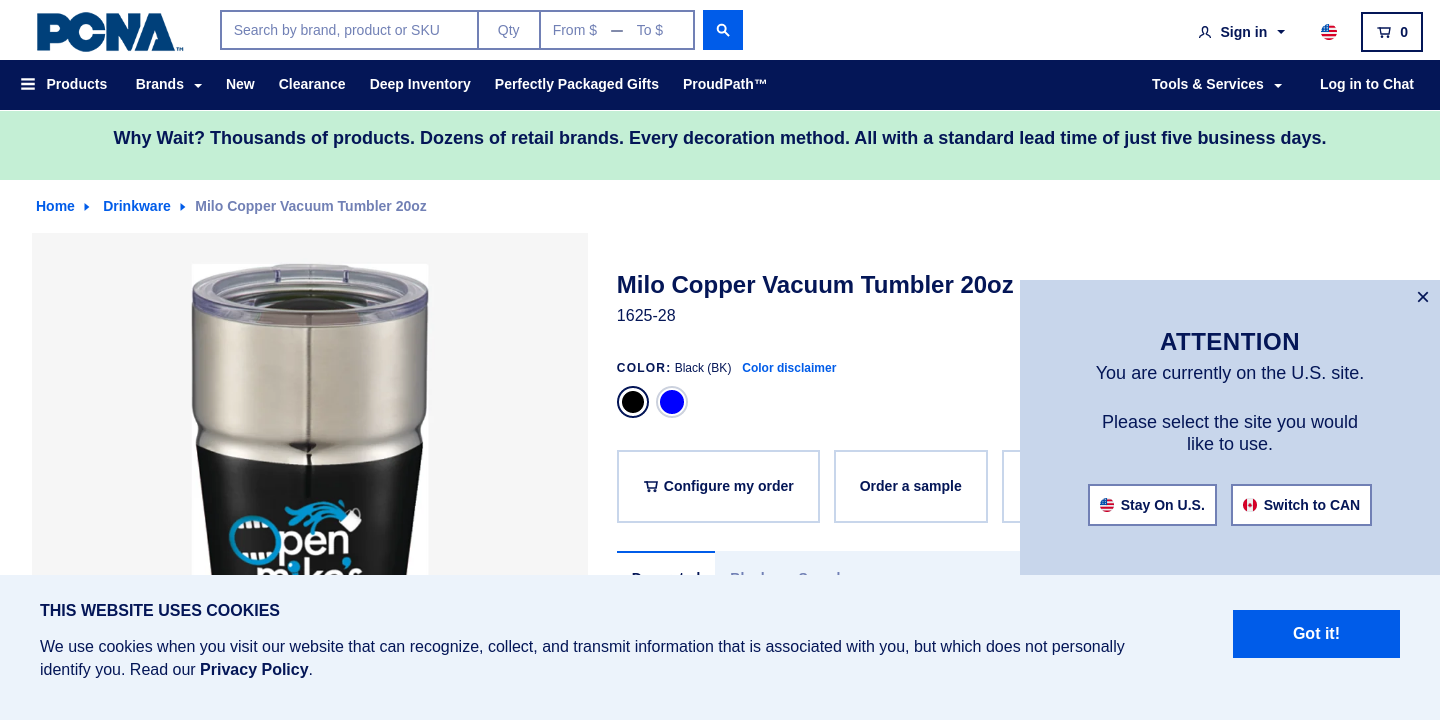 PCNA™
Search by brand, product or SKU
Qty
From $ — To $
Sign in
0
Products
Brands
New
Clearance
Deep Inventory
Perfectly Packaged Gifts
ProudPath™
Tools & Services
Log in to Chat
Why Wait? Thousands of products. Dozens of retail brands. Every decoration method. All with a standard lead time of just five business days.
Home
Drinkware
Milo Copper Vacuum Tumbler 20oz
Open
mike's
Milo Copper Vacuum Tumbler 20oz
1625-28
COLOR: Black (BK) Color disclaimer
Configure my order
Order a sample
×
ATTENTION
You are currently on the U.S. site.
Please select the site you would
like to use.
Stay On U.S.
Switch to CAN
THIS WEBSITE USES COOKIES
We use cookies when you visit our website that can recognize, collect, and transmit information that is associated with you, but which does not personally
identify you. Read our Privacy Policy.
Got it!